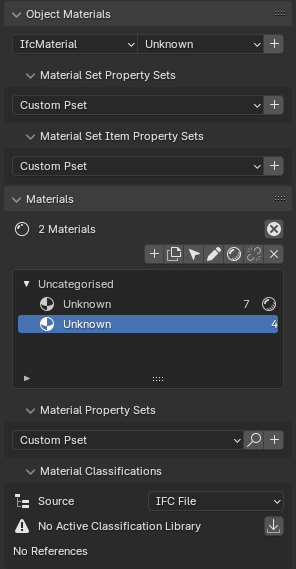 Object Materials
IfcMaterial Unknown
Material Set Property Sets
Custom Pset
Material Set Item Property Sets
Custom Pset
Materials
2 Materials
Uncategorised
Unknown 7
Unknown 4
Material Property Sets
Custom Pset
Material Classifications
Source IFC File
No Active Classification Library
No References